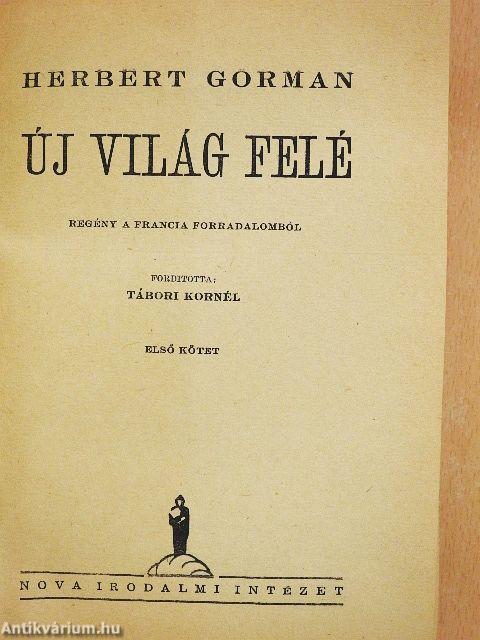 HERBERT GORMAN
ÚJ VILÁG FELÉ
REGÉNY A FRANCIA FORRADALOMBÓL
FORDITOTTA:
TÁBORI KORNÉL
ELSŐ KÖTET
NOVA IRODALMI INTÉZET
Antikvárium.hu